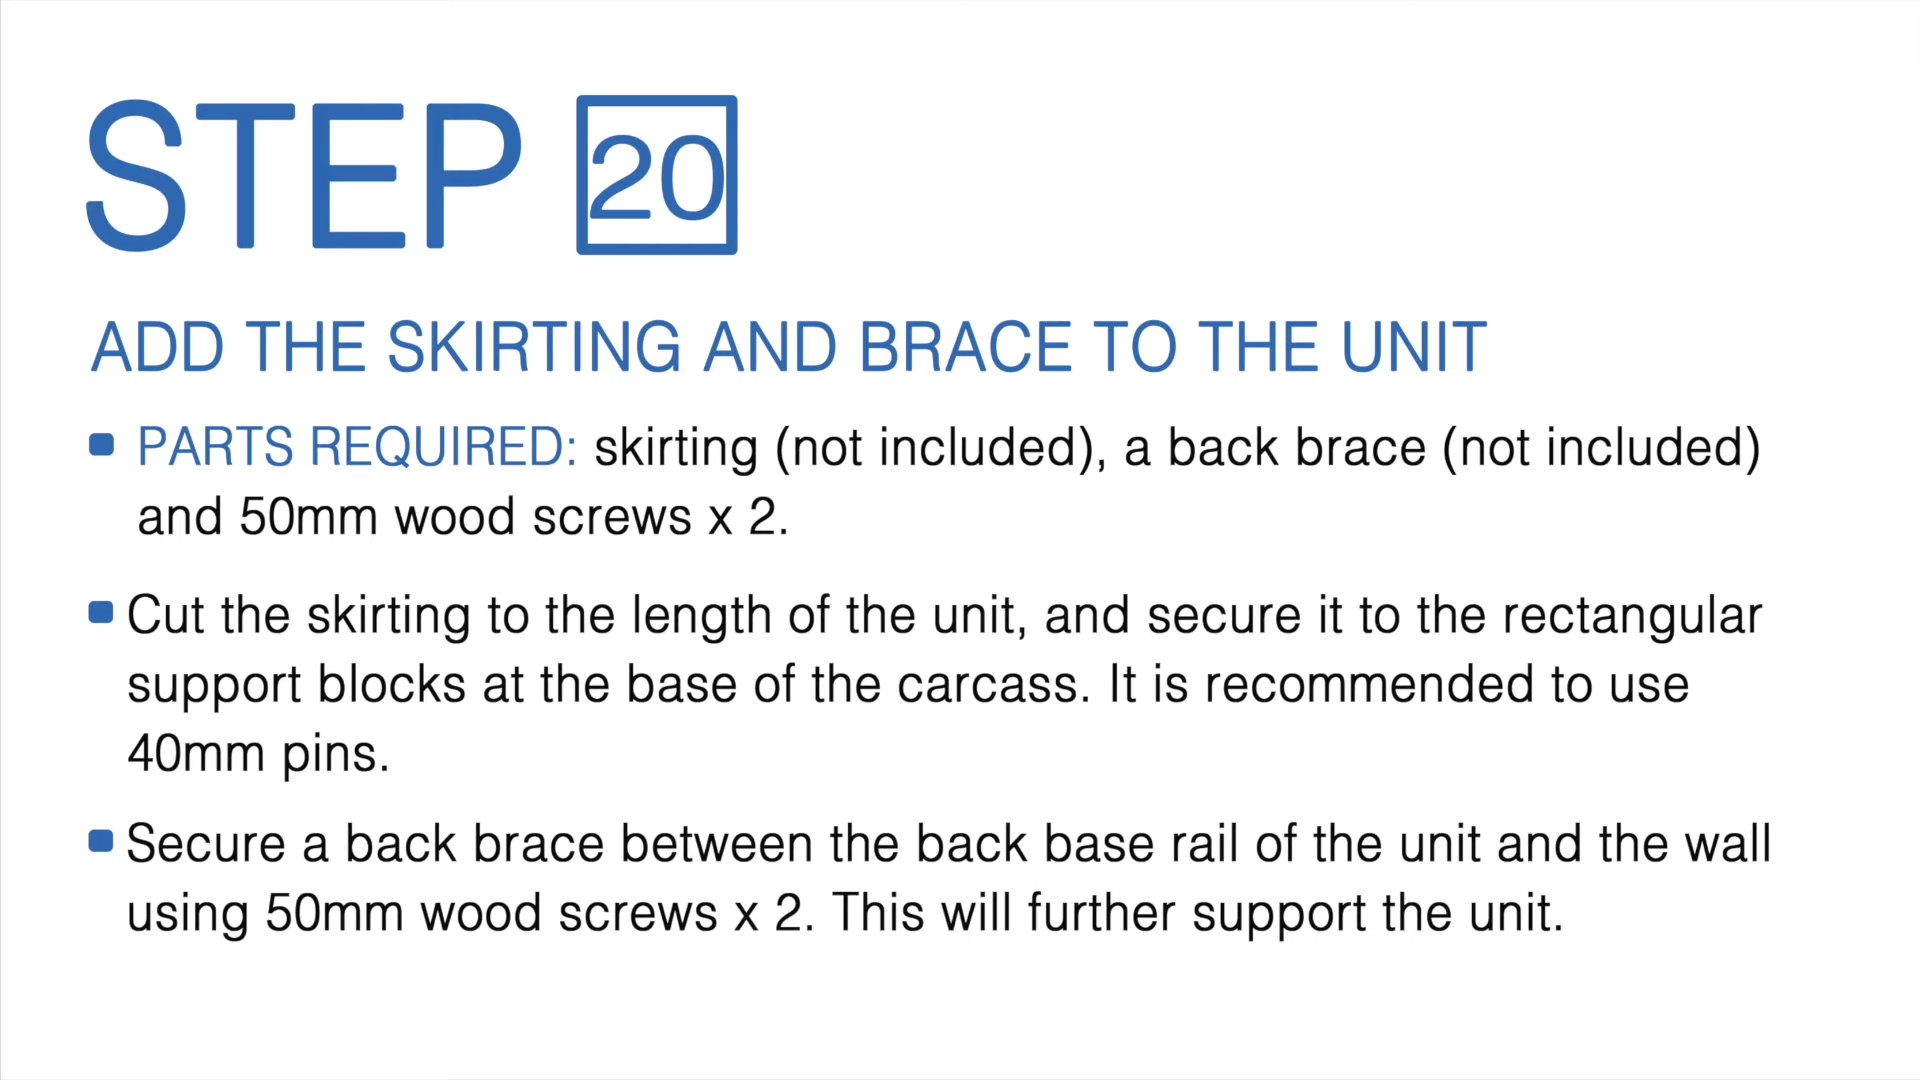 STEP 20
ADD THE SKIRTING AND BRACE TO THE UNIT
PARTS REQUIRED: skirting (not included), a back brace (not included)
and 50mm wood screws x 2.
Cut the skirting to the length of the unit, and secure it to the rectangular
support blocks at the base of the carcass. It is recommended to use
40mm pins.
Secure a back brace between the back base rail of the unit and the wall
using 50mm wood screws x 2. This will further support the unit.